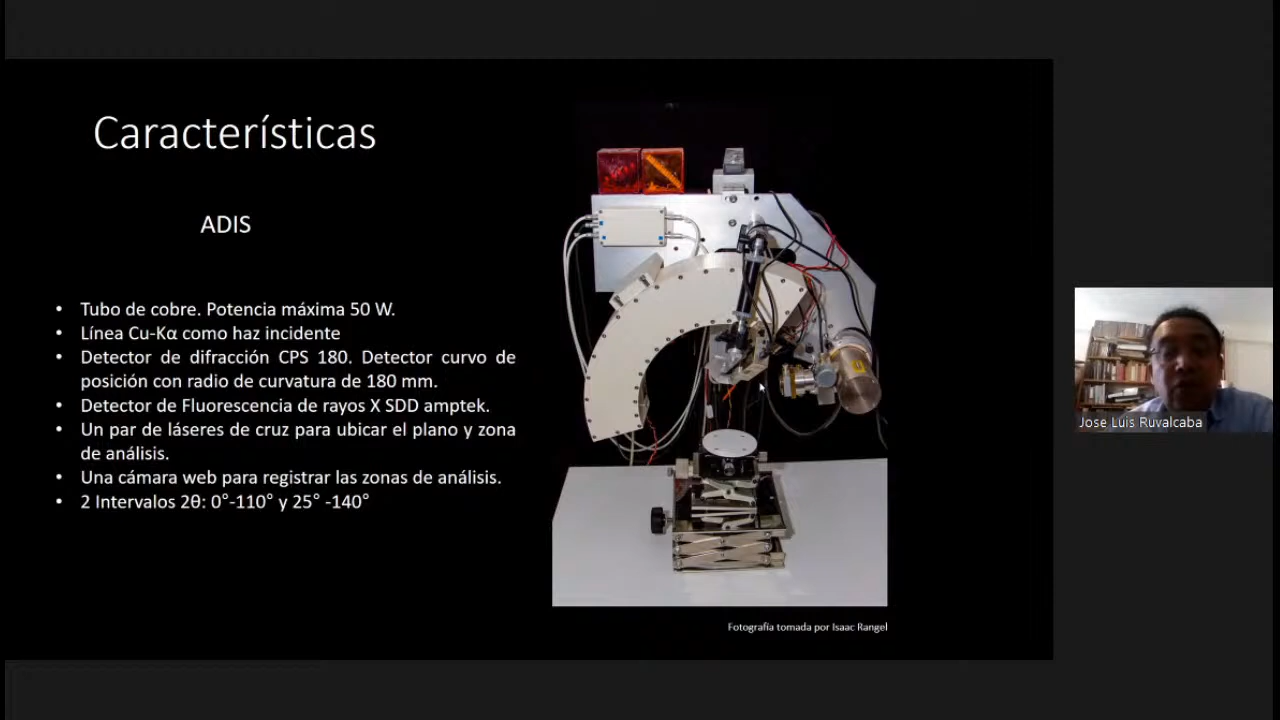 Características
ADIS
• Tubo de cobre. Potencia máxima 50 W.
• Línea Cu-Kα como haz incidente
• Detector de difracción CPS 180. Detector curvo de
posición con radio de curvatura de 180 mm.
• Detector de Fluorescencia de rayos X SDD amptek.
• Un par de láseres de cruz para ubicar el plano y zona
de análisis.
• Una cámara web para registrar las zonas de análisis.
• 2 Intervalos 2θ: 0°-110° y 25° -140°
Fotografía tomada por Isaac Rangel
Jose Luis Ruvalcaba